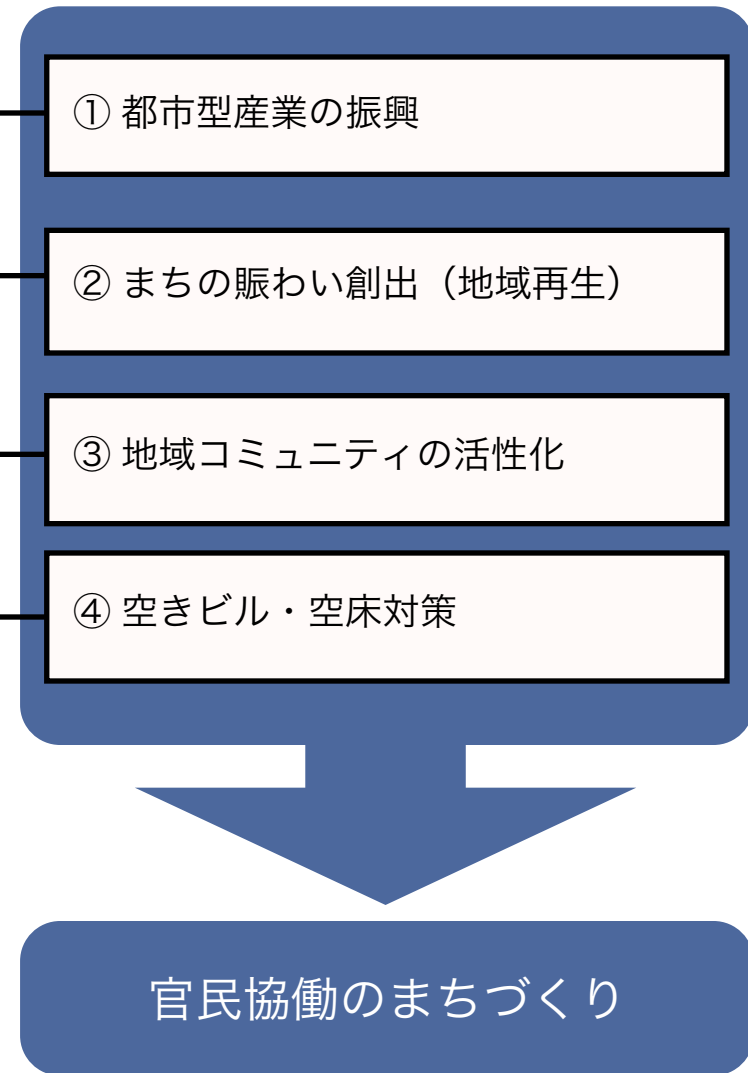 ① 都市型産業の振興
② まちの賑わい創出（地域再生）
③ 地域コミュニティの活性化
④ 空きビル・空床対策
官民協働のまちづくり